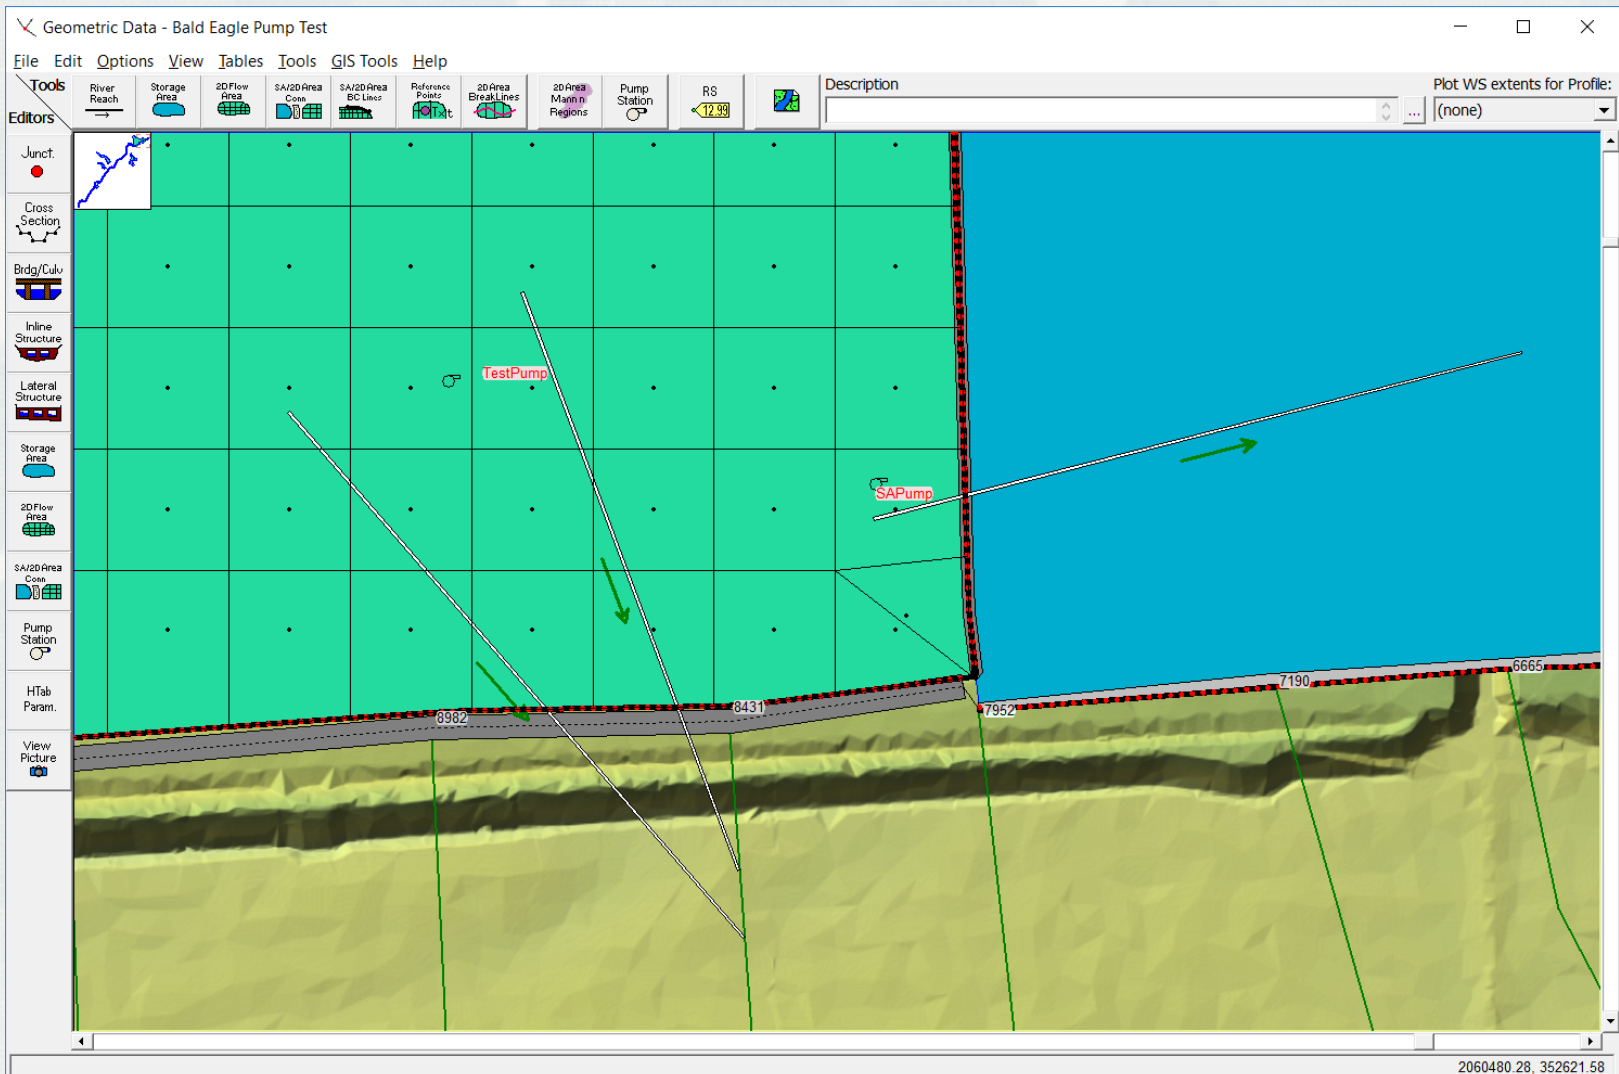 Geometric Data - Bald Eagle Pump Test
File Edit Options View Tables Tools GIS Tools Help
Tools
Editors
River
Reach
Storage
Area
2D Flow
Area
SA/2D Area
Conn
SA/2D Area
BC Lines
Reference
Points
Txt
2D Area
BreakLines
2D Area
Mann n
Regions
Pump
Station
RS
12.99
Description
...
Plot WS extents for Profile:
(none)
Junct.
Cross
Section
Brdg/Culv
Inline
Structure
Lateral
Structure
Storage
Area
2D Flow
Area
SA/2D Area
Conn
Pump
Station
HTab
Param.
View
Picture
TestPump
SAPump
8982
8431
7952
7190
6665
2060480.28, 352621.58